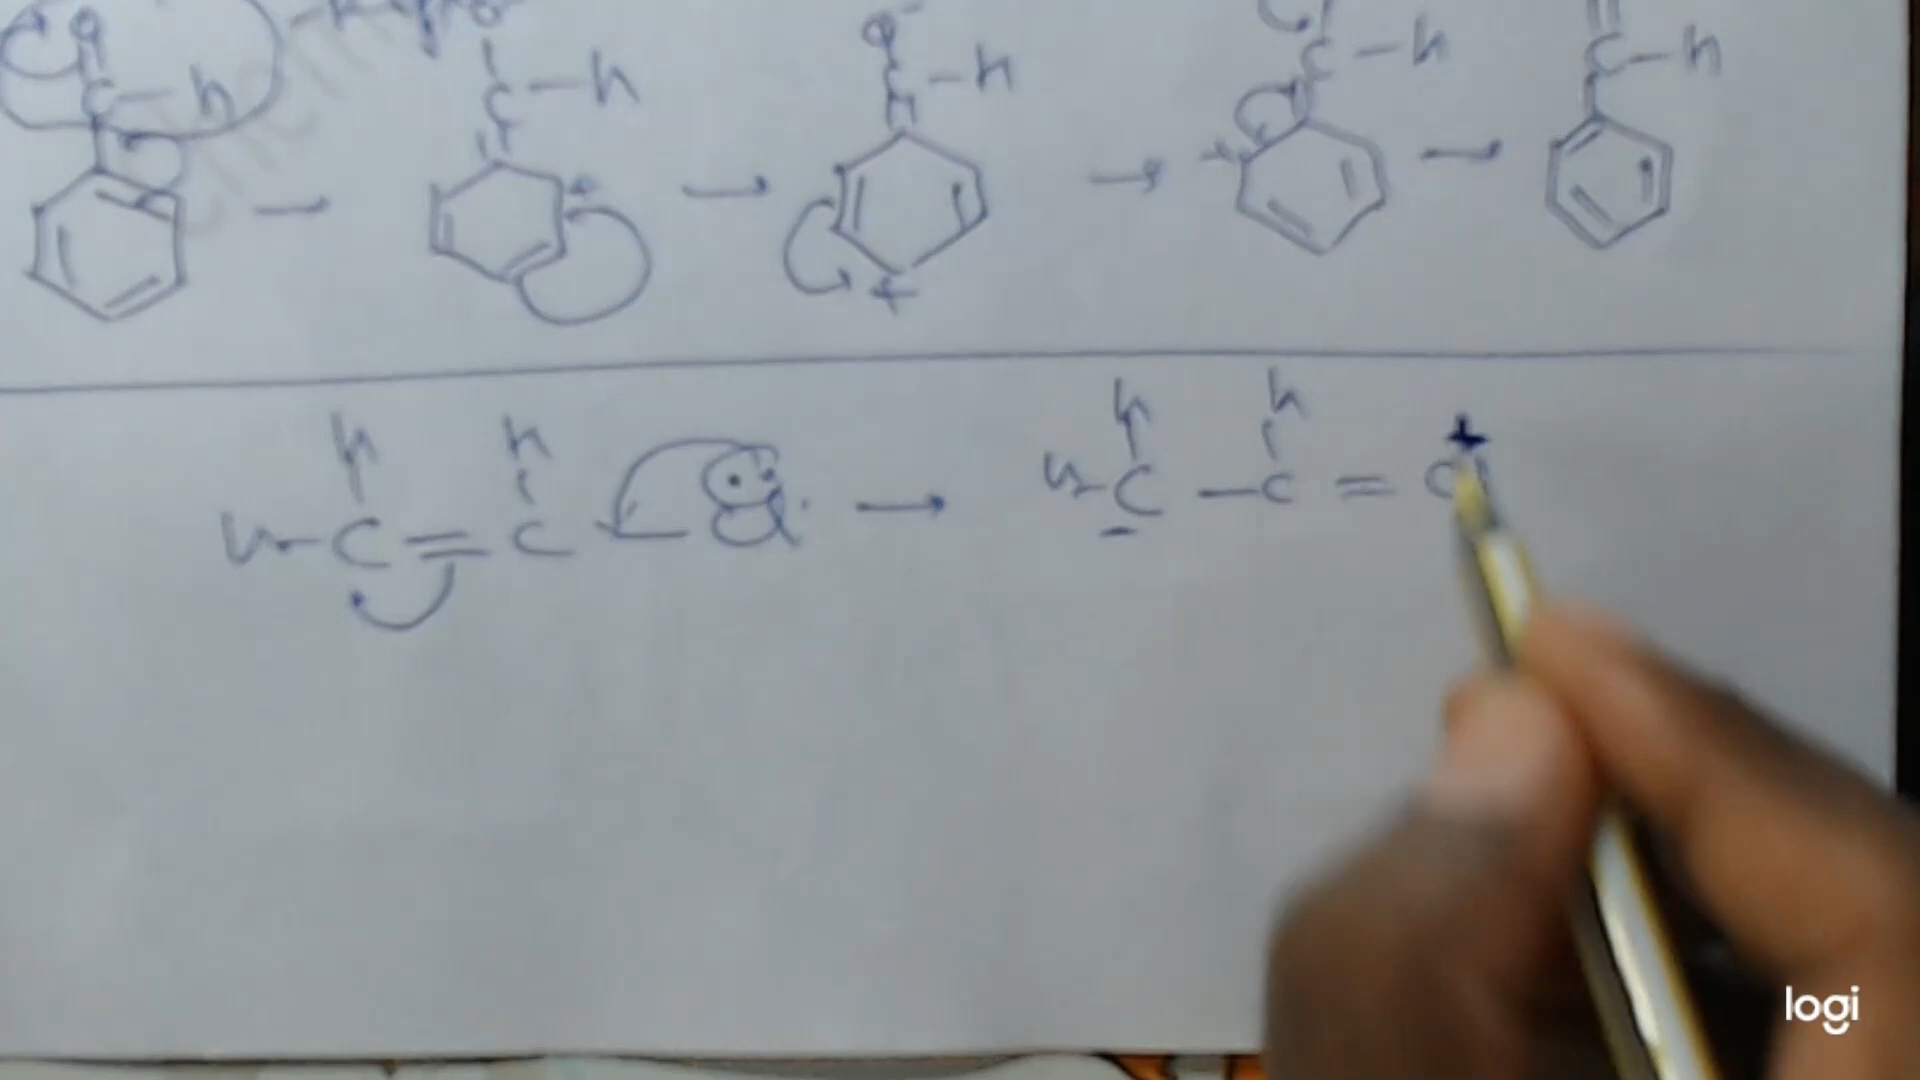 O C – h C – h O⁻ C – h C – h C – h
+ + +
h h h h +
h – C = C – Cl → h – C – C = Cl
–
logi